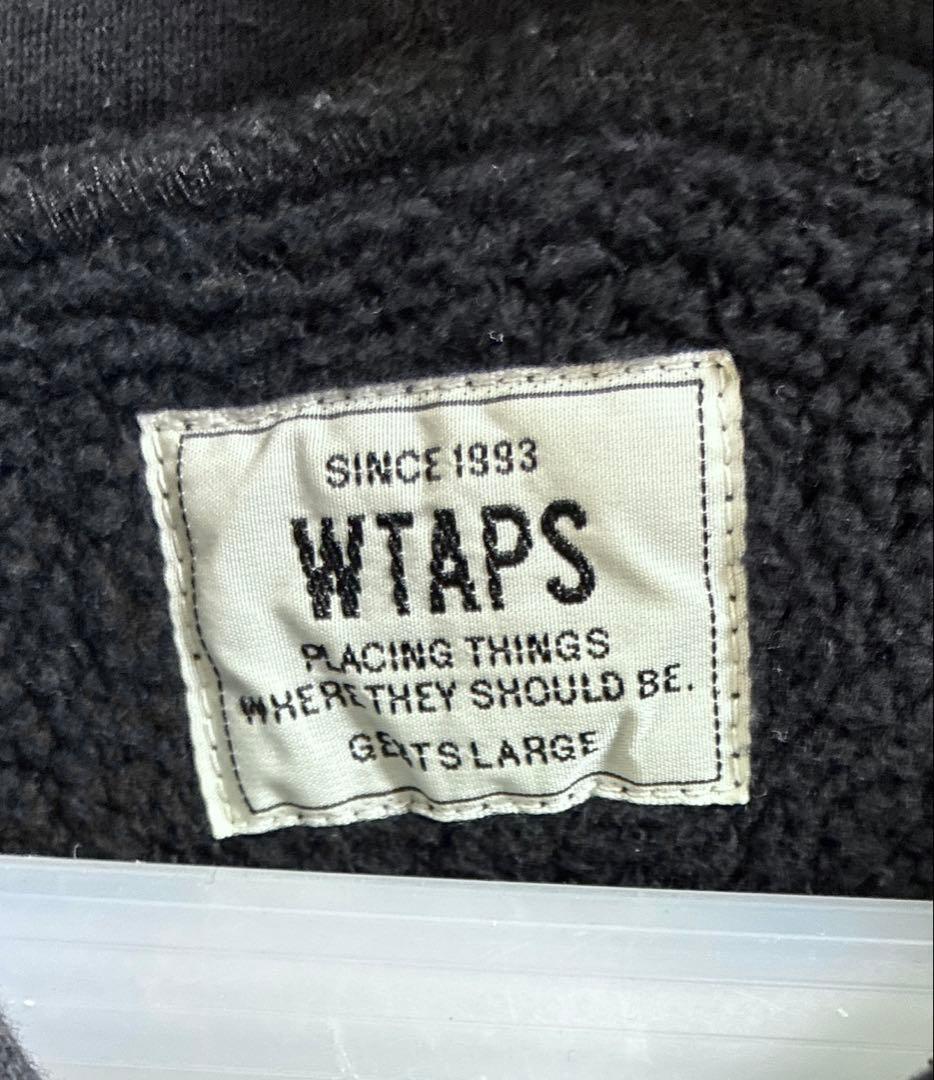 SINCE 1993
WTAPS
PLACING THINGS
WHERE THEY SHOULD BE.
GENTS LARGE